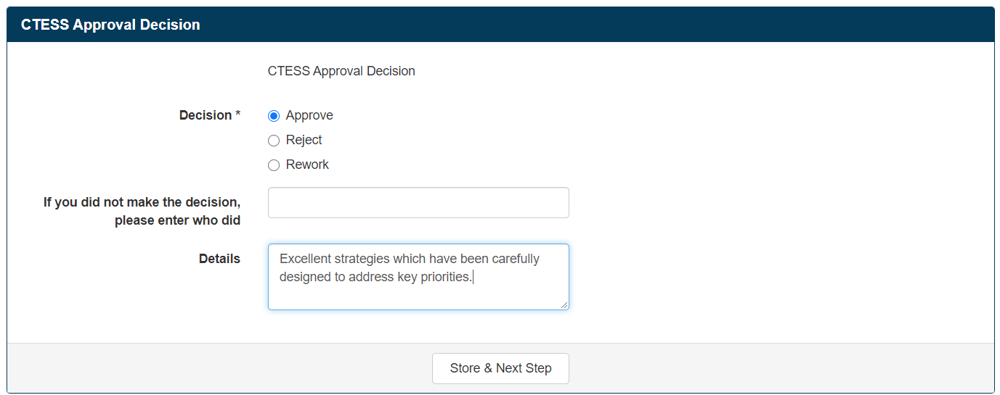 CTESS Approval Decision
CTESS Approval Decision
Decision *
Approve
Reject
Rework
If you did not make the decision,
please enter who did
Details
Excellent strategies which have been carefully
designed to address key priorities.
Store & Next Step